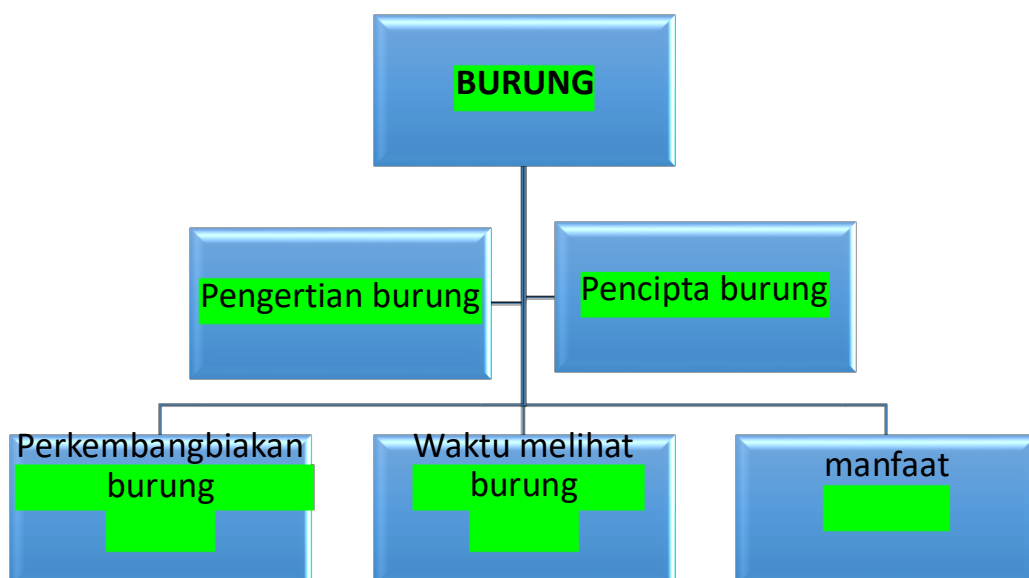 BURUNG
Pengertian burung
Pencipta burung
Perkembangbiakan
burung
Waktu melihat
burung
manfaat